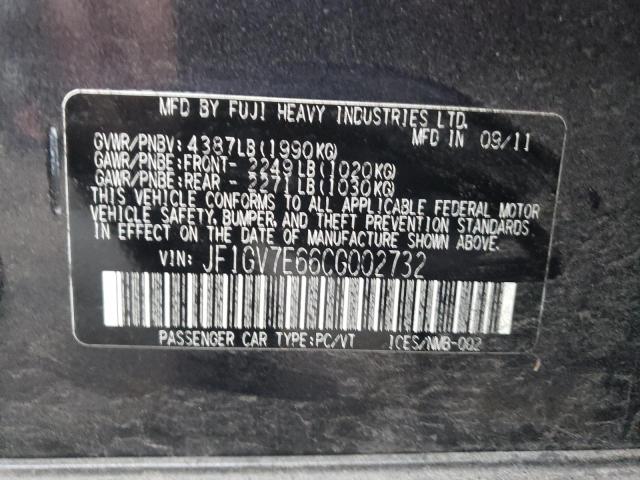 MFD BY FUJI HEAVY INDUSTRIES LTD.
MFD IN 09/11
GVWR/PNBV: 4387LB(1990KG)
GAWR/PNBE:FRONT- 2249LB(1020KG)
GAWR/PNBE:REAR - 2271LB(1030KG)
THIS VEHICLE CONFORMS TO ALL APPLICABLE FEDERAL MOTOR
VEHICLE SAFETY, BUMPER, AND THEFT PREVENTION STANDARDS
IN EFFECT ON THE DATE OF MANUFACTURE SHOWN ABOVE.
VIN: JF1GV7E66CG002732
PASSENGER CAR TYPE:PC/VT ICES/NMB-002